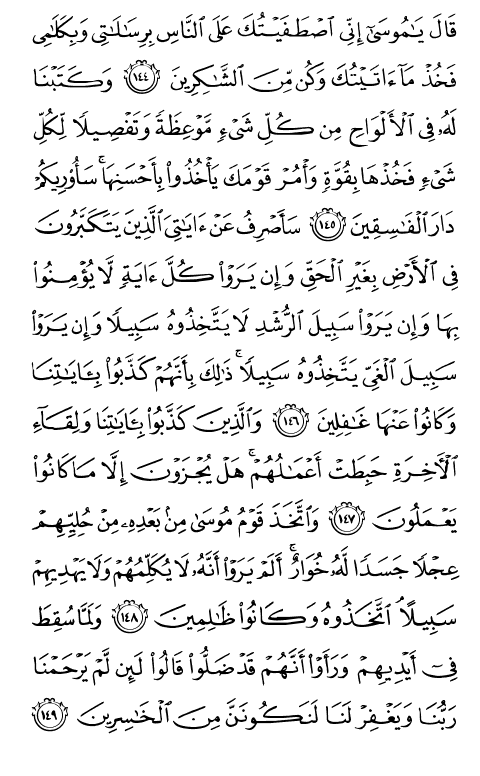 قَالَ يَٰمُوسَىٰٓ إِنِّي ٱصۡطَفَيۡتُكَ عَلَى ٱلنَّاسِ بِرِسَٰلَٰتِي وَبِكَلَٰمِي
فَخُذۡ مَآ ءَاتَيۡتُكَ وَكُن مِّنَ ٱلشَّٰكِرِينَ ١٤٤ وَكَتَبۡنَا
لَهُۥ فِي ٱلۡأَلۡوَاحِ مِن كُلِّ شَيۡءٖ مَّوۡعِظَةٗ وَتَفۡصِيلٗا لِّكُلِّ
شَيۡءٖ فَخُذۡهَا بِقُوَّةٖ وَأۡمُرۡ قَوۡمَكَ يَأۡخُذُواْ بِأَحۡسَنِهَاۚ سَأُوْرِيكُمۡ
دَارَ ٱلۡفَٰسِقِينَ ١٤٥ سَأَصۡرِفُ عَنۡ ءَايَٰتِيَ ٱلَّذِينَ يَتَكَبَّرُونَ
فِي ٱلۡأَرۡضِ بِغَيۡرِ ٱلۡحَقِّ وَإِن يَرَوۡاْ كُلَّ ءَايَةٖ لَّا يُؤۡمِنُواْ
بِهَا وَإِن يَرَوۡاْ سَبِيلَ ٱلرُّشۡدِ لَا يَتَّخِذُوهُ سَبِيلٗا وَإِن يَرَوۡاْ
سَبِيلَ ٱلۡغَيِّ يَتَّخِذُوهُ سَبِيلٗاۚ ذَٰلِكَ بِأَنَّهُمۡ كَذَّبُواْ بِـَٔايَٰتِنَا
وَكَانُواْ عَنۡهَا غَٰفِلِينَ ١٤٦ وَٱلَّذِينَ كَذَّبُواْ بِـَٔايَٰتِنَا وَلِقَآءِ
ٱلۡأٓخِرَةِ حَبِطَتۡ أَعۡمَٰلُهُمۡۚ هَلۡ يُجۡزَوۡنَ إِلَّا مَا كَانُواْ
يَعۡمَلُونَ ١٤٧ وَٱتَّخَذَ قَوۡمُ مُوسَىٰ مِنۢ بَعۡدِهِۦ مِنۡ حُلِيِّهِمۡ
عِجۡلٗا جَسَدٗا لَّهُۥ خُوَارٌۚ أَلَمۡ يَرَوۡاْ أَنَّهُۥ لَا يُكَلِّمُهُمۡ وَلَا يَهۡدِيهِمۡ
سَبِيلًاۘ ٱتَّخَذُوهُ وَكَانُواْ ظَٰلِمِينَ ١٤٨ وَلَمَّا سُقِطَ
فِيٓ أَيۡدِيهِمۡ وَرَأَوۡاْ أَنَّهُمۡ قَدۡ ضَلُّواْ قَالُواْ لَئِن لَّمۡ يَرۡحَمۡنَا
رَبُّنَا وَيَغۡفِرۡ لَنَا لَنَكُونَنَّ مِنَ ٱلۡخَٰسِرِينَ ١٤٩